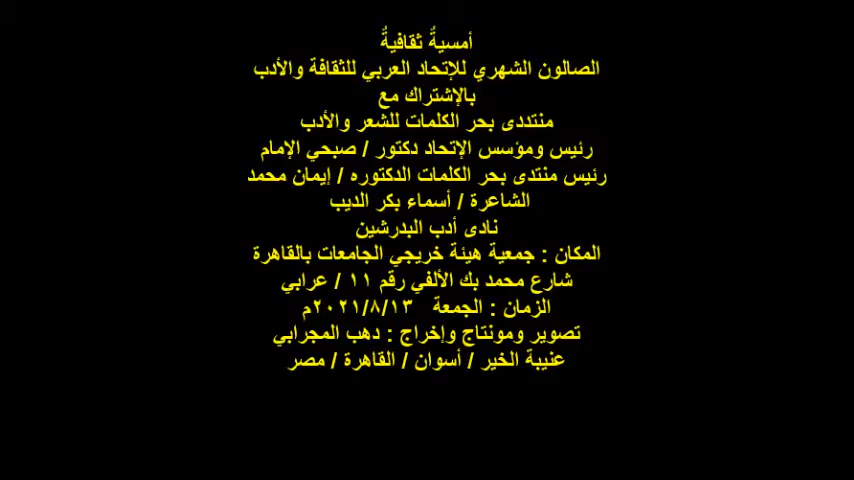 أمسيةٌ ثقافيةٌ
الصالون الشهري للإتحاد العربي للثقافة والأدب
بالإشتراك مع
منتددى بحر الكلمات للشعر والأدب
رئيس ومؤسس الإتحاد دكتور / صبحي الإمام
رئيس منتدى بحر الكلمات الدكتوره / إيمان محمد
الشاعرة / أسماء بكر الديب
نادى أدب البدرشين
المكان : جمعية هيئة خريجي الجامعات بالقاهرة
شارع محمد بك الألفي رقم ١١ / عرابي
الزمان : الجمعة ٢٠٢١/٨/١٣م
تصوير ومونتاج وإخراج : دهب المجرابي
عنيبة الخير / أسوان / القاهرة / مصر